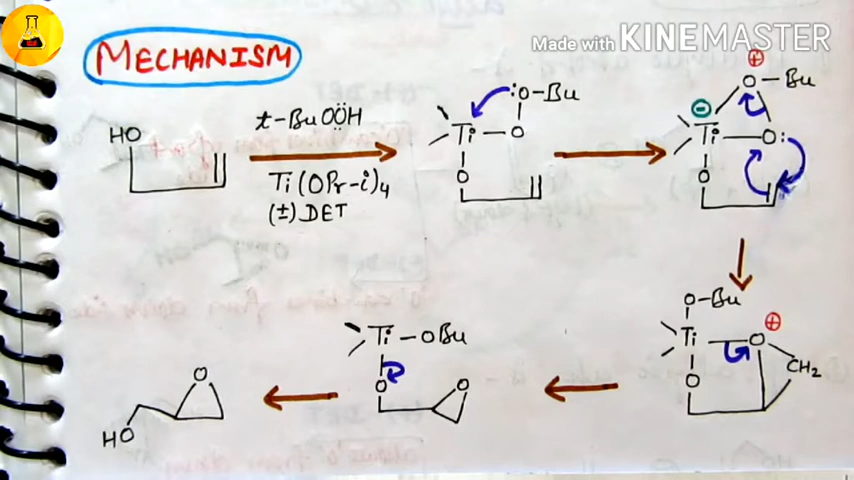 Made with KINEMASTER
MECHANISM
HO
t-BuOÖH
Ti(OPr-i)4
(±) DET
:O-Bu
Ti-O
O
⊕
O-Bu
⊖
Ti-O:
O
O-Bu
⊕
Ti-O
CH2
O
Ti-OBu
O
O
O
HO